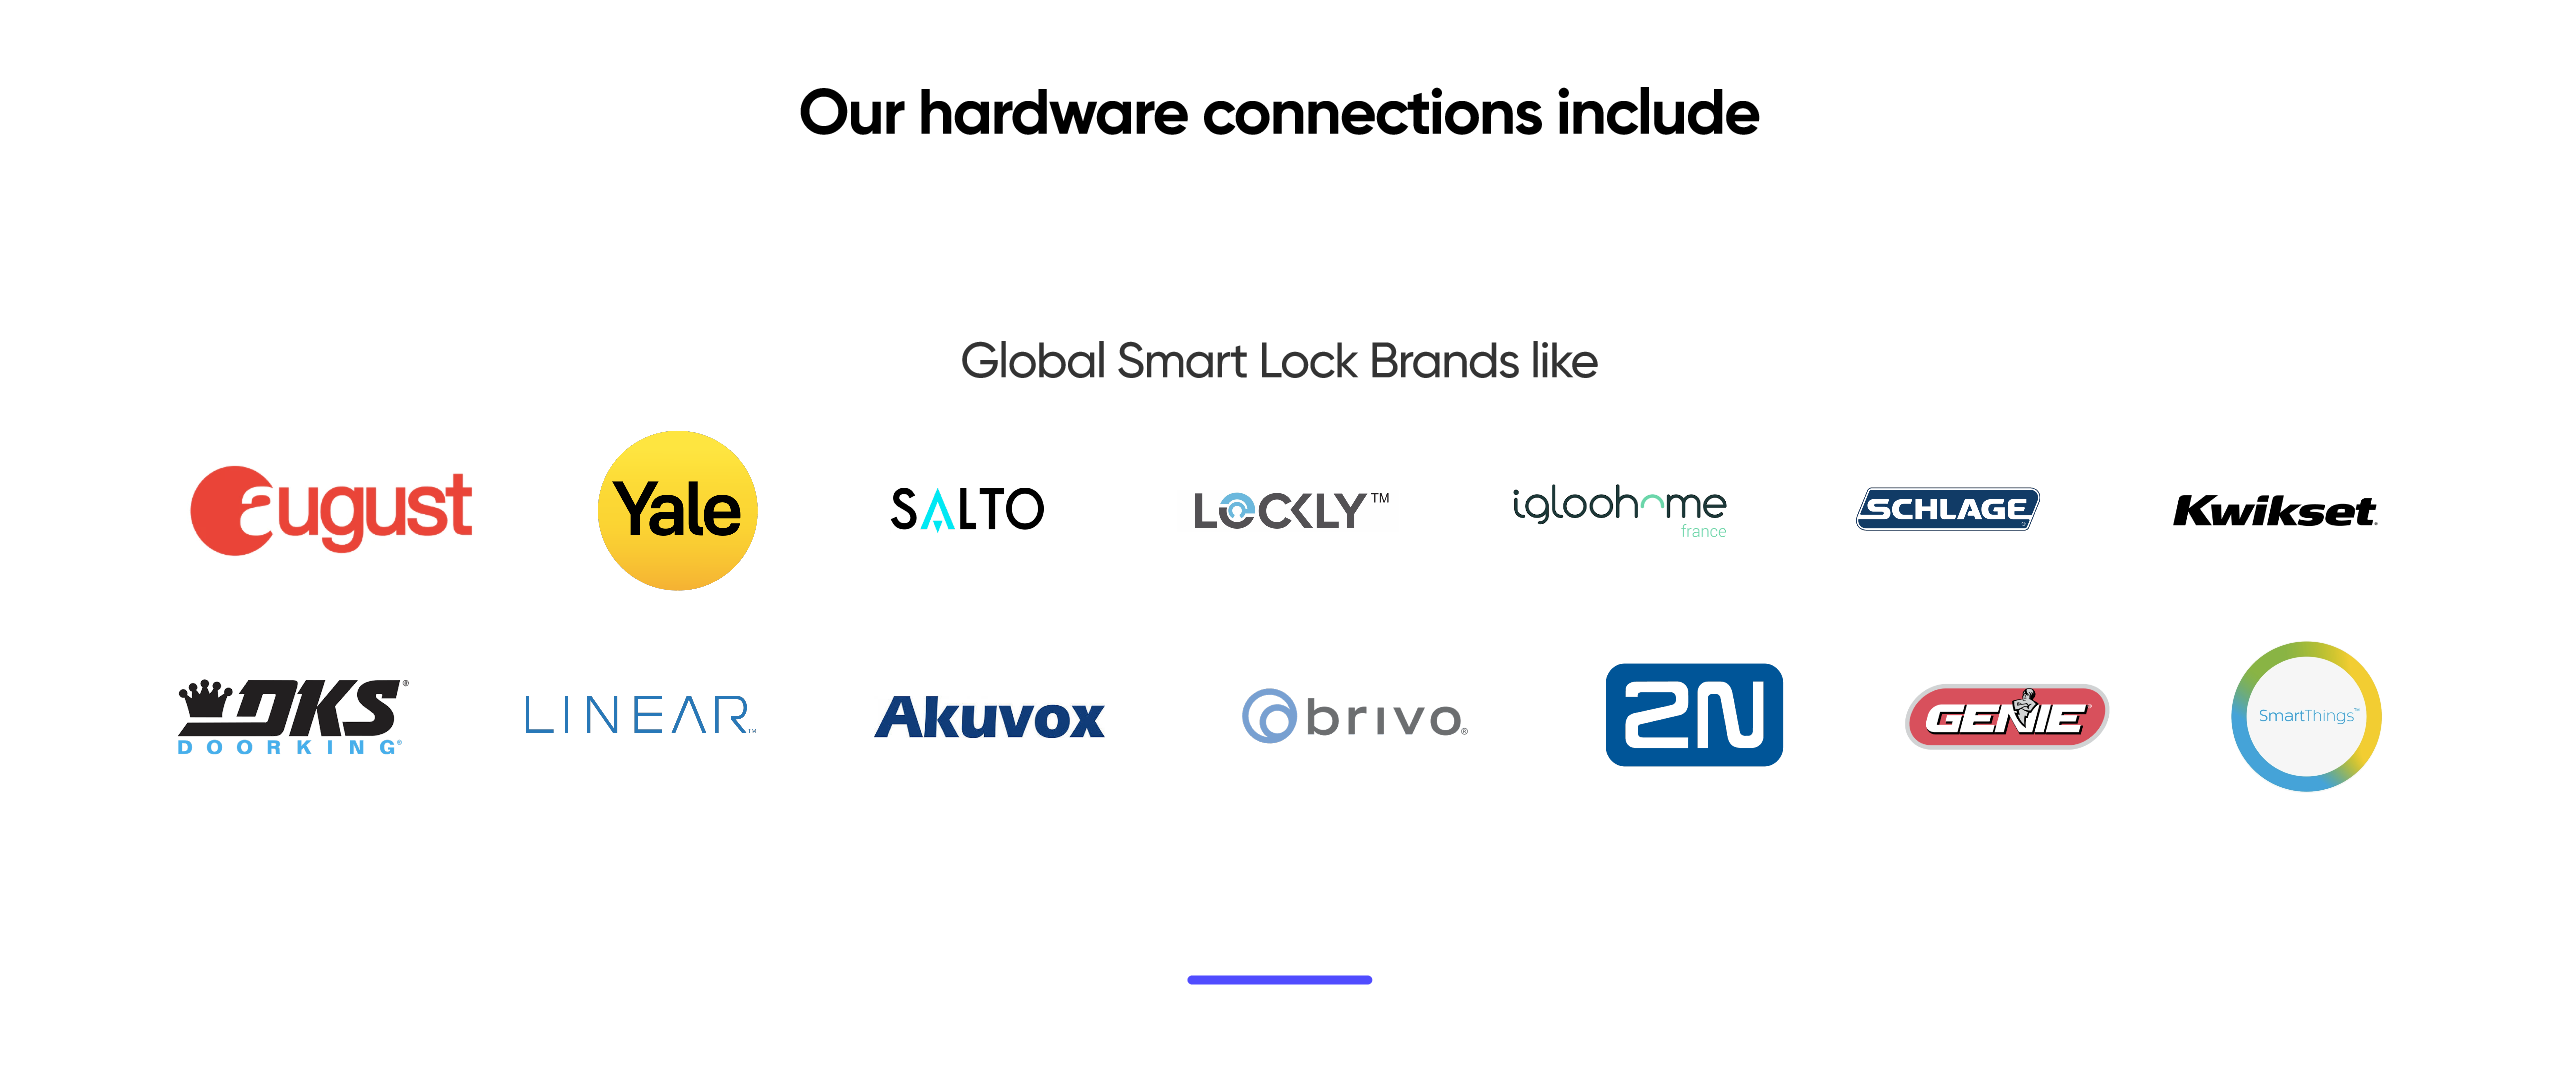 Our hardware connections include
Global Smart Lock Brands like
august
Yale
SALTO
LOCKLY™
igloohome
france
SCHLAGE
Kwikset
DKS®
DOORKING®
LINEAR™
Akuvox
brivo®
2N
GENIE
SmartThings™